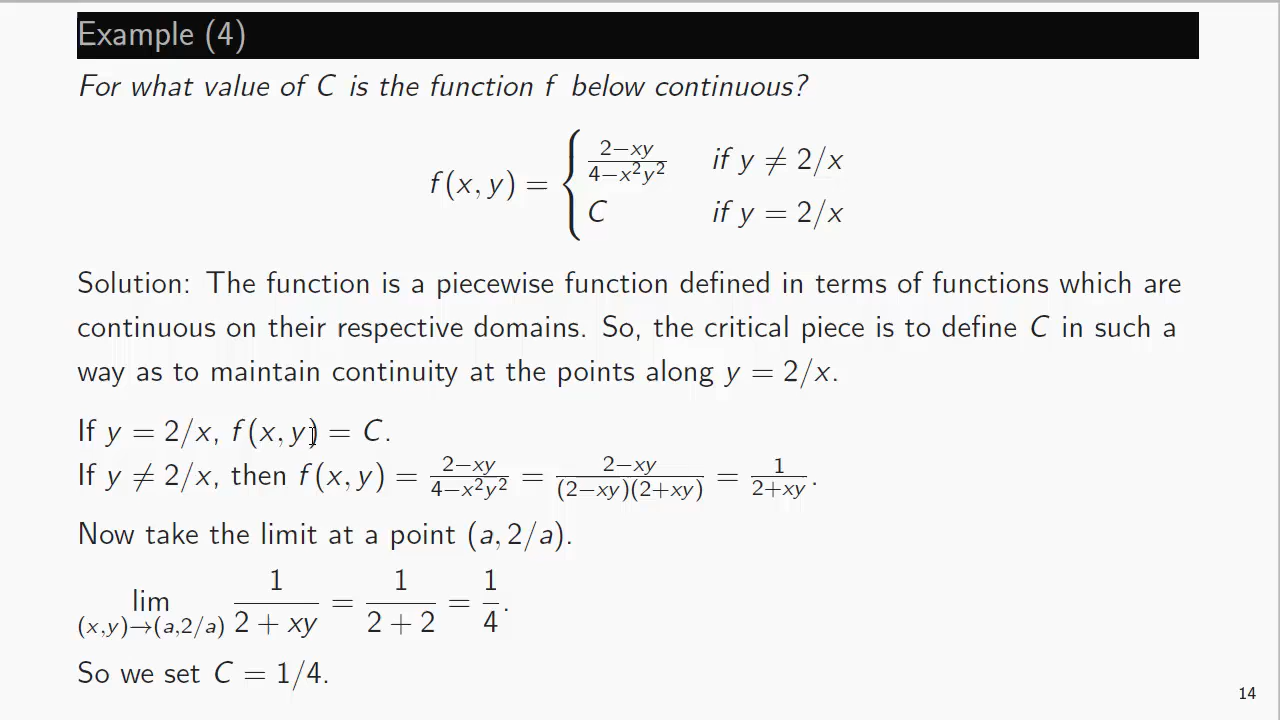 Example (4)
For what value of C is the function f below continuous?
f(x, y) = { (2−xy)/(4−x²y²) if y ≠ 2/x
C if y = 2/x
Solution: The function is a piecewise function defined in terms of functions which are
continuous on their respective domains. So, the critical piece is to define C in such a
way as to maintain continuity at the points along y = 2/x.
If y = 2/x, f(x, y) = C.
If y ≠ 2/x, then f(x, y) = (2−xy)/(4−x²y²) = (2−xy)/((2−xy)(2+xy)) = 1/(2+xy).
Now take the limit at a point (a, 2/a).
lim (x,y)→(a,2/a) 1/(2 + xy) = 1/(2 + 2) = 1/4.
So we set C = 1/4.
14